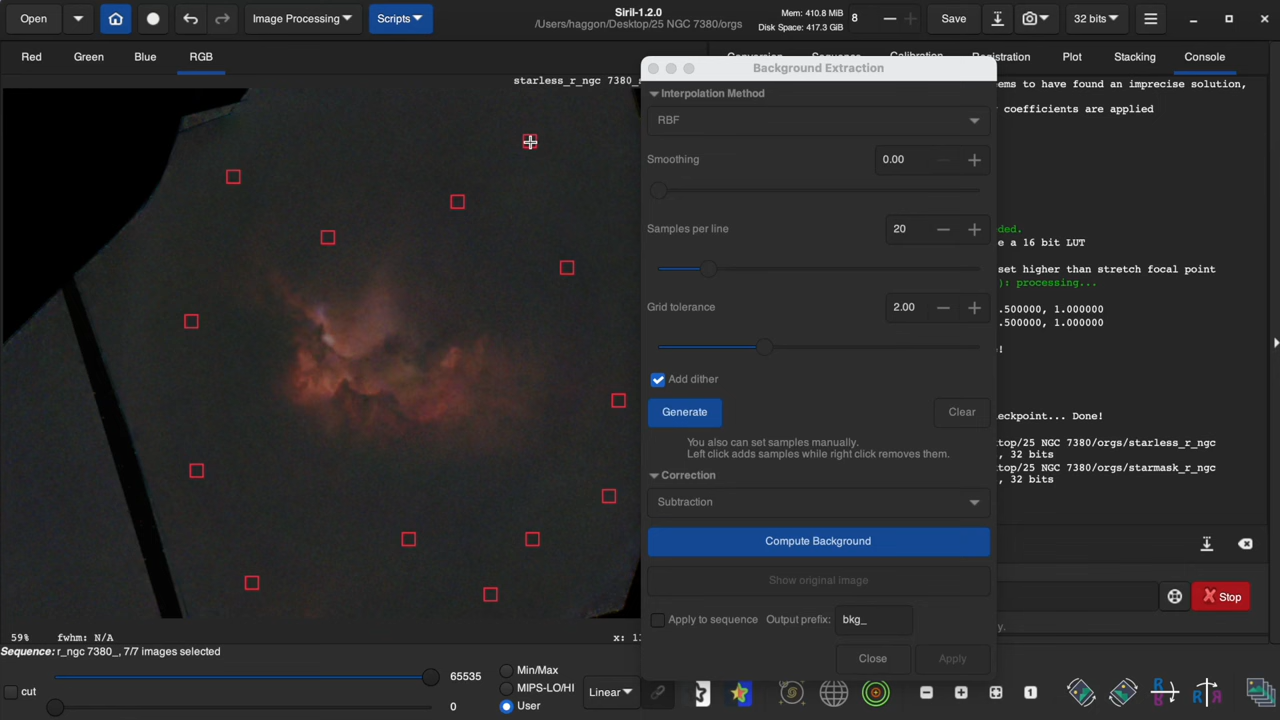 Open
Image Processing
Scripts
Siril-1.2.0
/Users/haggon/Desktop/25 NGC 7380/orgs
Mem: 410.8 MiB
Disk Space: 417.3 GiB
8
Save
32 bits
Red
Green
Blue
RGB
Plot
Stacking
Console
starless_r_ngc 7380_
Background Extraction
Interpolation Method
RBF
Smoothing
0.00
Samples per line
20
Grid tolerance
2.00
Add dither
Generate
Clear
You also can set samples manually.
Left click adds samples while right click removes them.
Correction
Subtraction
Compute Background
Show original image
Apply to sequence
Output prefix:
bkg_
Close
Apply
ems to have found an imprecise solution,
coefficients are applied
ded.
e a 16 bit LUT
set higher than stretch focal point
): processing...
.500000, 1.000000
.500000, 1.000000
!
eckpoint... Done!
top/25 NGC 7380/orgs/starless_r_ngc
, 32 bits
top/25 NGC 7380/orgs/starmask_r_ngc
, 32 bits
Stop
59%
fwhm: N/A
x: 1
Sequence: r_ngc 7380_, 7/7 images selected
cut
65535
0
Min/Max
MIPS-LO/HI
User
Linear
1
R
R
R
R